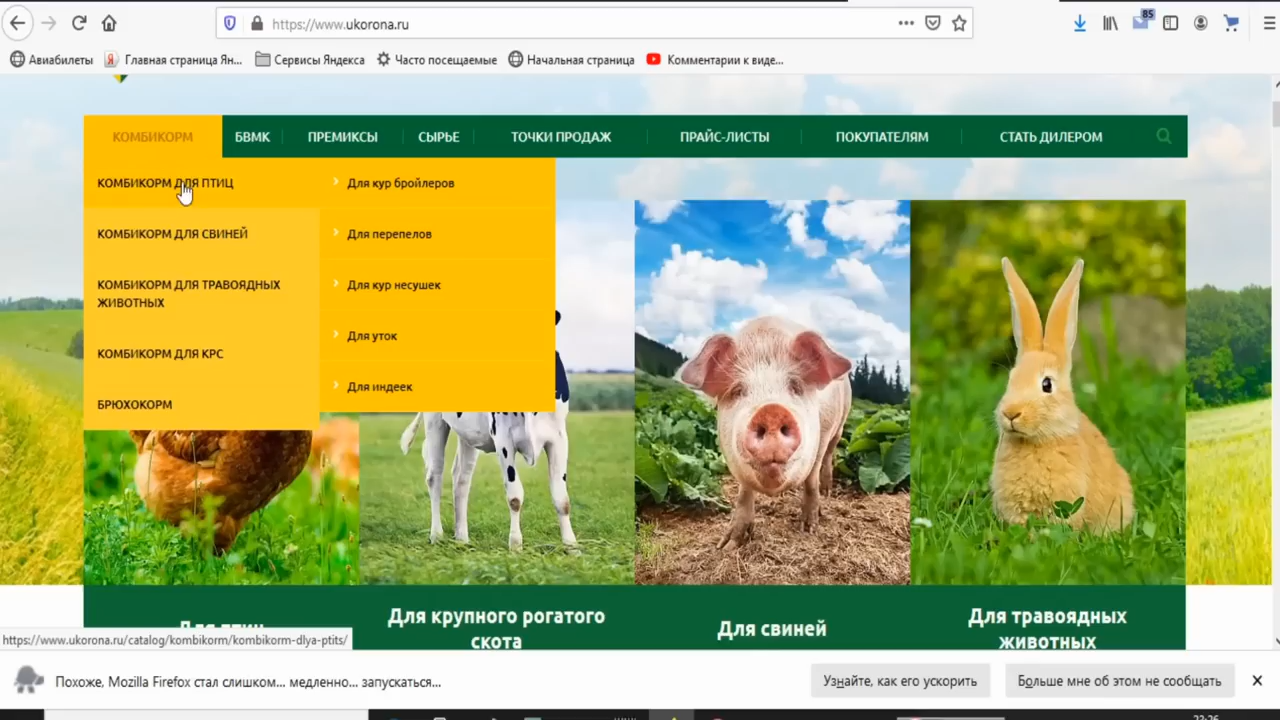 https://www.ukorona.ru
85
Авиабилеты
Главная страница Ян...
Сервисы Яндекса
Часто посещаемые
Начальная страница
Комментарии к виде...
КОМБИКОРМ
БВМК
ПРЕМИКСЫ
СЫРЬЕ
ТОЧКИ ПРОДАЖ
ПРАЙС-ЛИСТЫ
ПОКУПАТЕЛЯМ
СТАТЬ ДИЛЕРОМ
КОМБИКОРМ ДЛЯ ПТИЦ
КОМБИКОРМ ДЛЯ СВИНЕЙ
КОМБИКОРМ ДЛЯ ТРАВОЯДНЫХ
ЖИВОТНЫХ
КОМБИКОРМ ДЛЯ КРС
БРЮХОКОРМ
Для кур бройлеров
Для перепелов
Для кур несушек
Для уток
Для индеек
Для птиц
Для крупного рогатого
скота
Для свиней
Для травоядных
животных
https://www.ukorona.ru/catalog/kombikorm/kombikorm-dlya-ptits/
Похоже, Mozilla Firefox стал слишком... медленно... запускаться...
Узнайте, как его ускорить
Больше мне об этом не сообщать